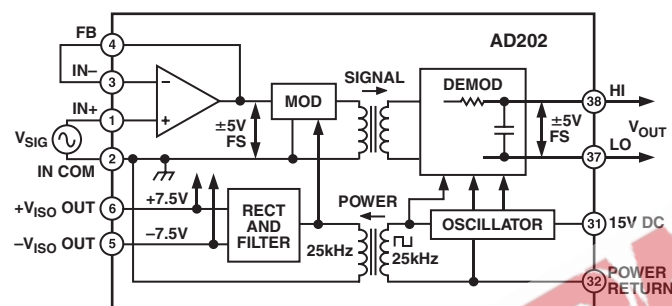 FB
4
AD202
IN–
3
SIGNAL
DEMOD
IN+
1
MOD
HI
38
±5V
FS
±5V
FS
V_OUT
V_SIG
LO
37
2
IN COM
+V_ISO OUT
6
+7.5V
RECT
AND
FILTER
POWER
OSCILLATOR
31
15V DC
–V_ISO OUT
5
–7.5V
25kHz
25kHz
32
POWER
RETURN